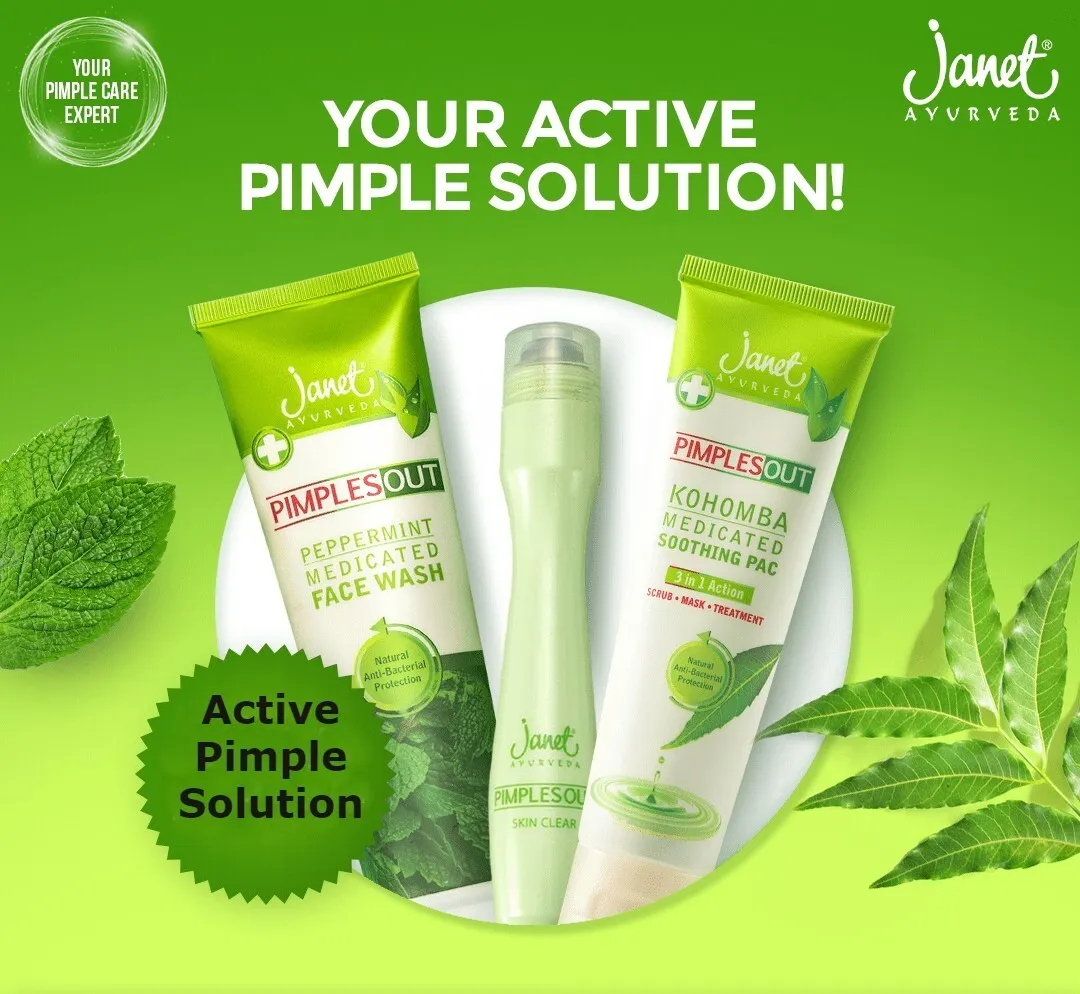 YOUR
PIMPLE CARE
EXPERT
Janet®
AYURVEDA
YOUR ACTIVE
PIMPLE SOLUTION!
Janet®
AYURVEDA
PIMPLESOUT
PEPPERMINT
MEDICATED
FACE WASH
Natural
Anti-Bacterial
Protection
Janet
AYURVEDA
PIMPLESOU
SKIN CLEAR
Janet®
AYURVEDA
PIMPLESOUT
KOHOMBA
MEDICATED
SOOTHING PAC
3 in 1 Action
SCRUB • MASK • TREATMENT
Natural
Anti-Bacterial
Protection
Active
Pimple
Solution